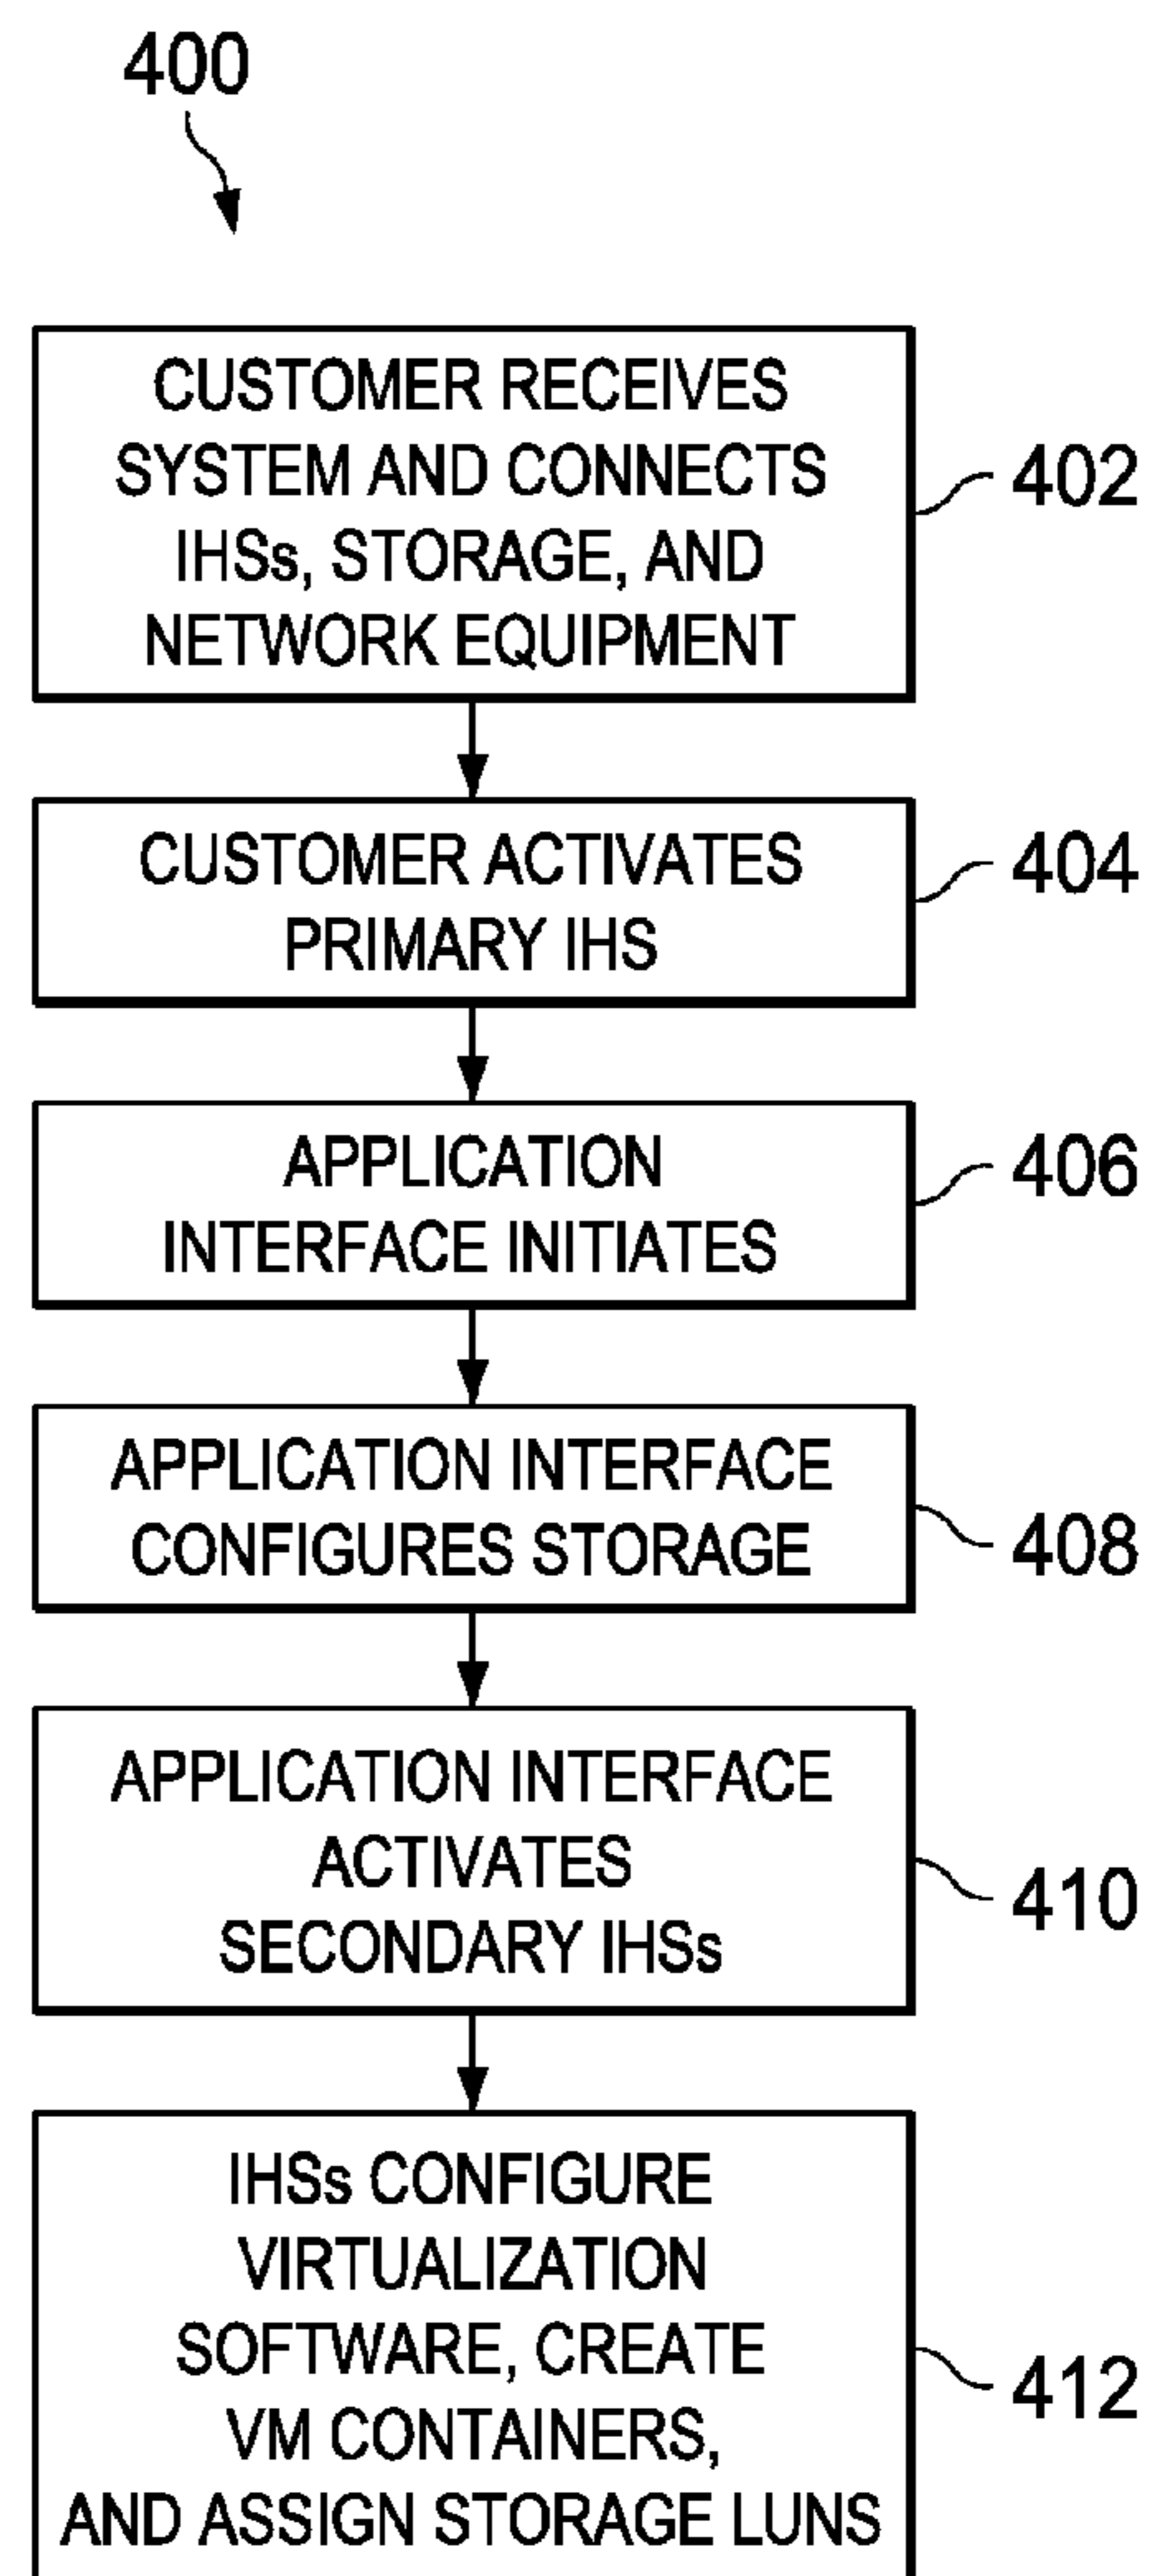 400
CUSTOMER RECEIVES
SYSTEM AND CONNECTS
IHSs, STORAGE, AND
NETWORK EQUIPMENT
402
CUSTOMER ACTIVATES
PRIMARY IHS
404
APPLICATION
INTERFACE INITIATES
406
APPLICATION INTERFACE
CONFIGURES STORAGE
408
APPLICATION INTERFACE
ACTIVATES
SECONDARY IHSs
410
IHSs CONFIGURE
VIRTUALIZATION
SOFTWARE, CREATE
VM CONTAINERS,
AND ASSIGN STORAGE LUNS
412